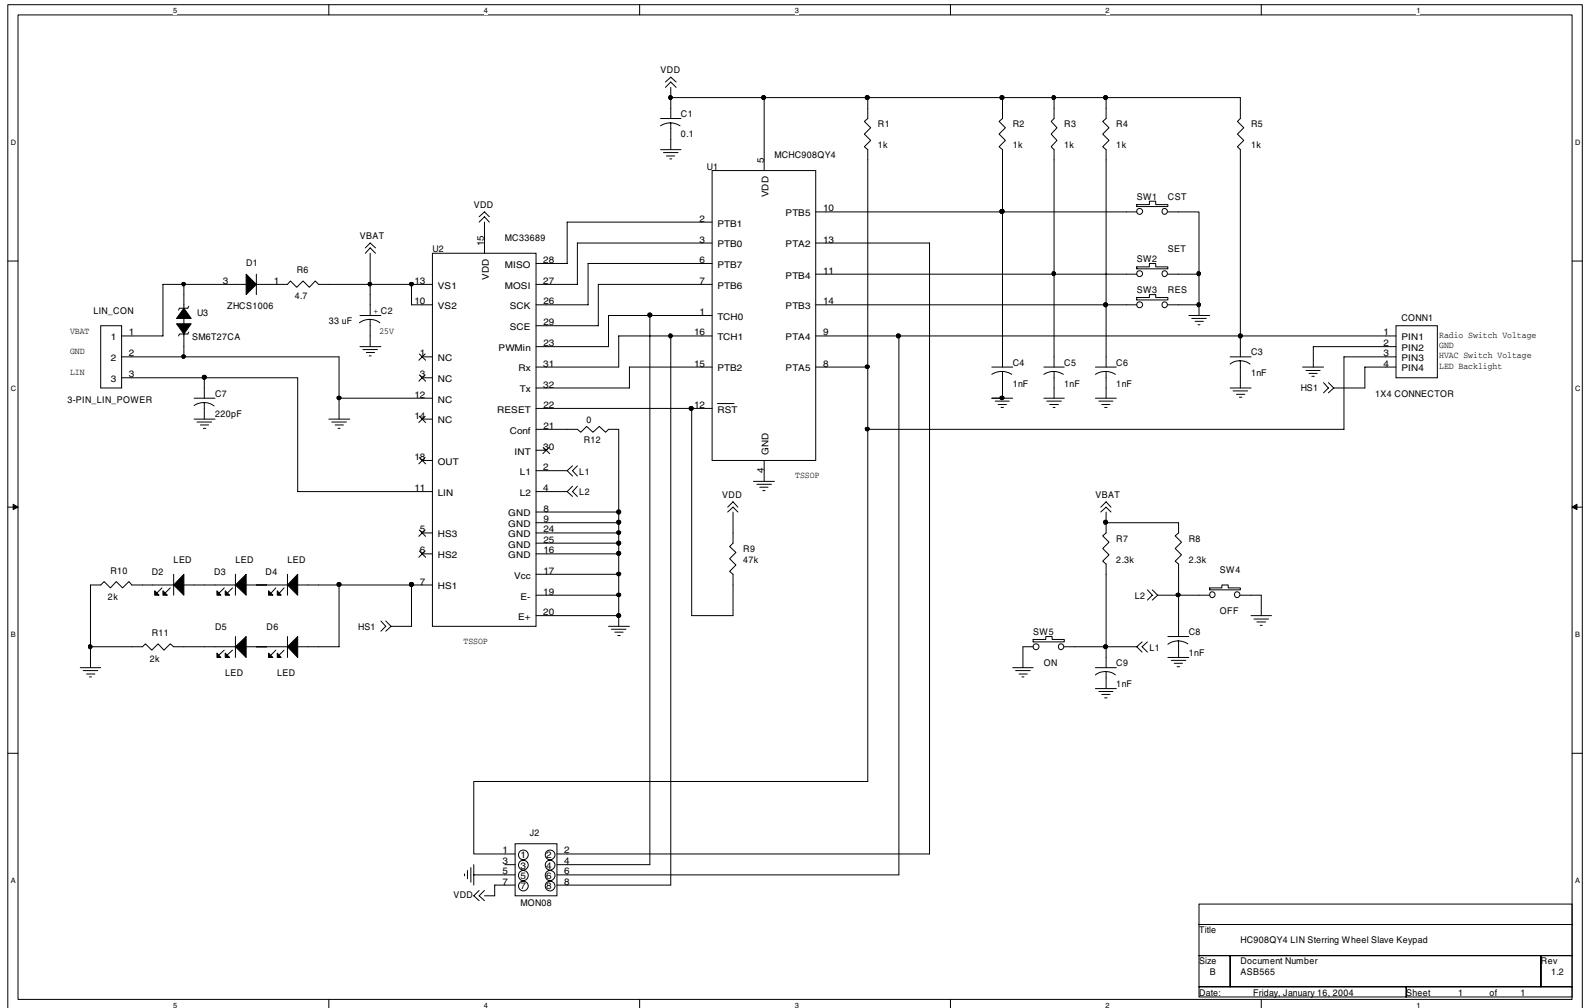 5 4 3 2 1
D
D
C
C
B
B
A
A
5 4 3 2 1
VDD
C1
0.1
R1
1k
R2
1k
R3
1k
R4
1k
R5
1k
U1
MCHC908QY4
5
VDD
2 PTB1
3 PTB0
6 PTB7
7 PTB6
1 TCH0
16 TCH1
15 PTB2
12 RST
GND
4
TSSOP
PTB5 10
PTA2 13
PTB4 11
PTB3 14
PTA4 9
PTA5 8
SW1 CST
SET
SW2
SW3 RES
C4
1nF
C5
1nF
C6
1nF
C3
1nF
CONN1
1 PIN1 Radio Switch Voltage
2 PIN2 GND
3 PIN3 HVAC Switch Voltage
4 PIN4 LED Backlight
HS1
1X4 CONNECTOR
VDD
VBAT
U2
MC33689
15
VDD
D1
3 1
ZHCS1006
R6
4.7
LIN_CON
U3
SM6T27CA
VBAT
GND
LIN
1 1
2 2
3 3
3-PIN_LIN_POWER
C7
220pF
+ C2
33 uF
25V
13 VS1
10 VS2
1 NC
3 NC
12 NC
14 NC
18 OUT
11 LIN
5 HS3
6 HS2
7 HS1
MISO 28
MOSI 27
SCK 26
SCE 29
PWMin 23
Rx 31
Tx 32
RESET 22
Conf 21
INT 30
L1 2 L1
L2 4 L2
GND 8
GND 9
GND 24
GND 25
GND 16
Vcc 17
E- 19
E+ 20
TSSOP
0
R12
VDD
R9
47k
R10
2k
D2
LED
D3
LED
D4
LED
R11
2k
D5
LED
D6
LED
HS1
VBAT
R7
2.3k
R8
2.3k
L2
SW4
OFF
SW5
ON
L1
C8
1nF
C9
1nF
J2
1 1 2 2
3 3 4 4
5 5 6 6
7 7 8 8
VDD
MON08
Title
HC908QY4 LIN Sterring Wheel Slave Keypad
Size Document Number Rev
B ASB565 1.2
Date: Friday, January 16, 2004 Sheet 1 of 1